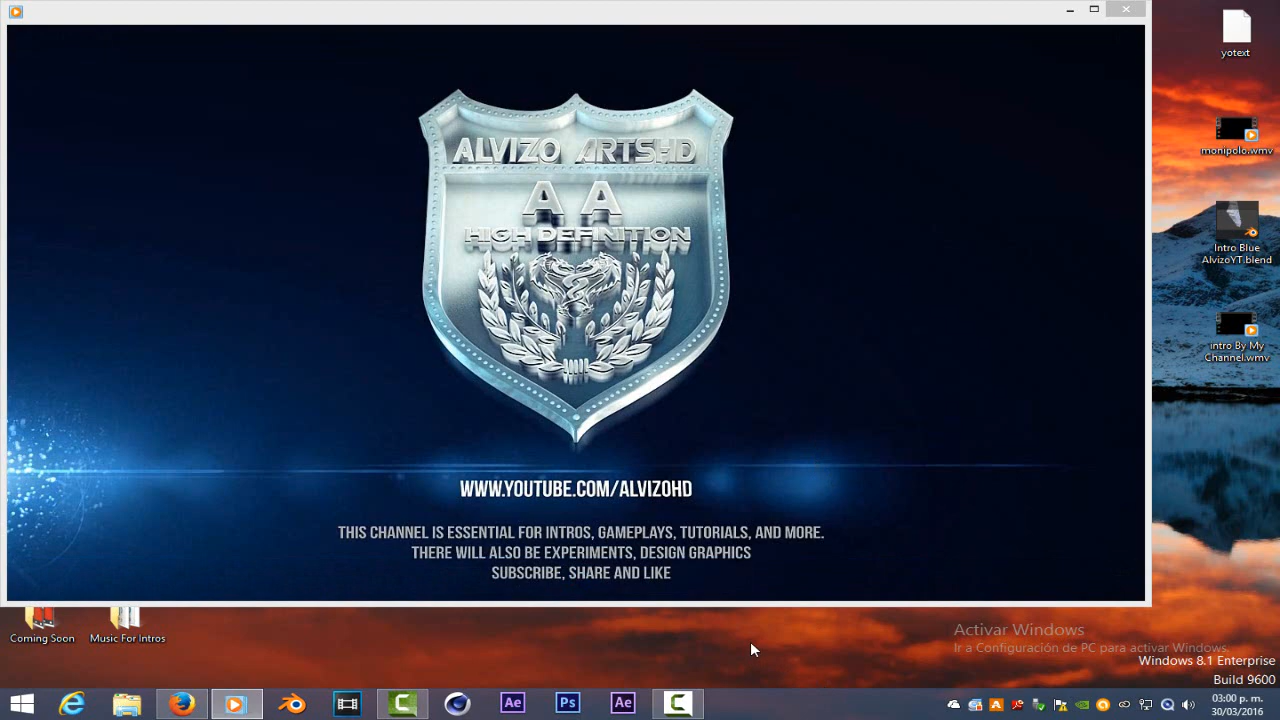 ALVIZO ARTSHD
A A
HIGH DEFINITION
WWW.YOUTUBE.COM/ALVIZOHD
THIS CHANNEL IS ESSENTIAL FOR INTROS, GAMEPLAYS, TUTORIALS, AND MORE.
THERE WILL ALSO BE EXPERIMENTS, DESIGN GRAPHICS
SUBSCRIBE, SHARE AND LIKE
yotext
monipolo.wmv
Intro Blue
AlvizoYT.blend
intro By My
Channel.wmv
Coming Soon
Music For Intros
Activar Windows
Ir a Configuración de PC para activar Windows.
Windows 8.1 Enterprise
Build 9600
Ae
Ps
Ae
03:00 p. m.
30/03/2016